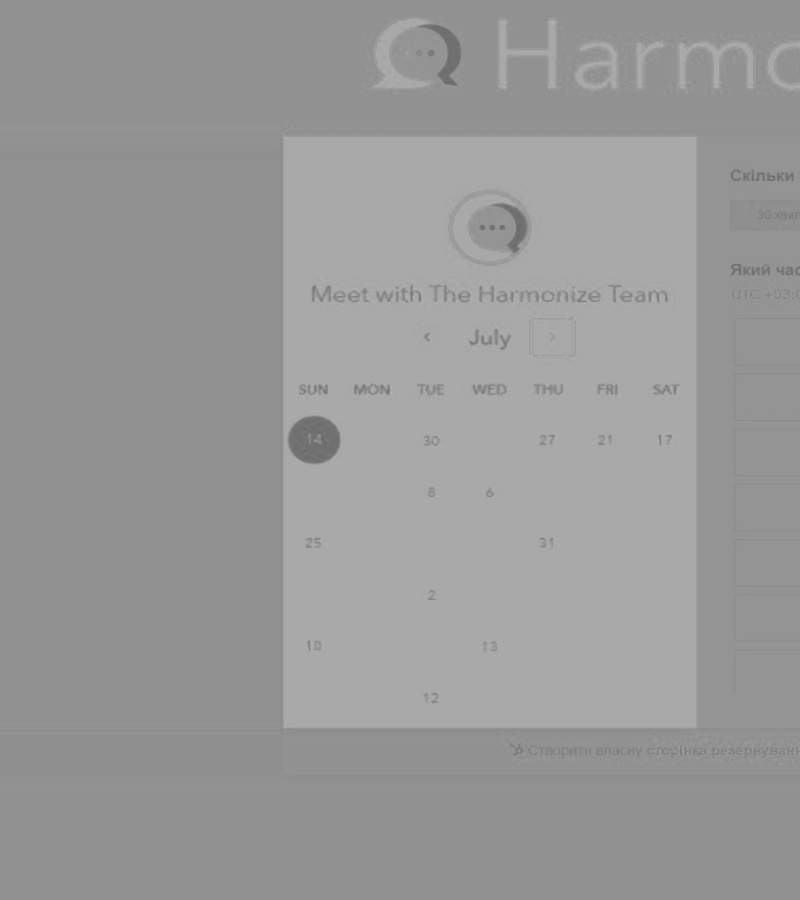 Harmo
Meet with The Harmonize Team
‹ July ›
SUN MON TUE WED THU FRI SAT
14 30 27 21 17
8 6
25 31
2
10 13
12
Скільки
30 хвил
Який час
UTC +03:0
Створити власну сторінка резервуванн